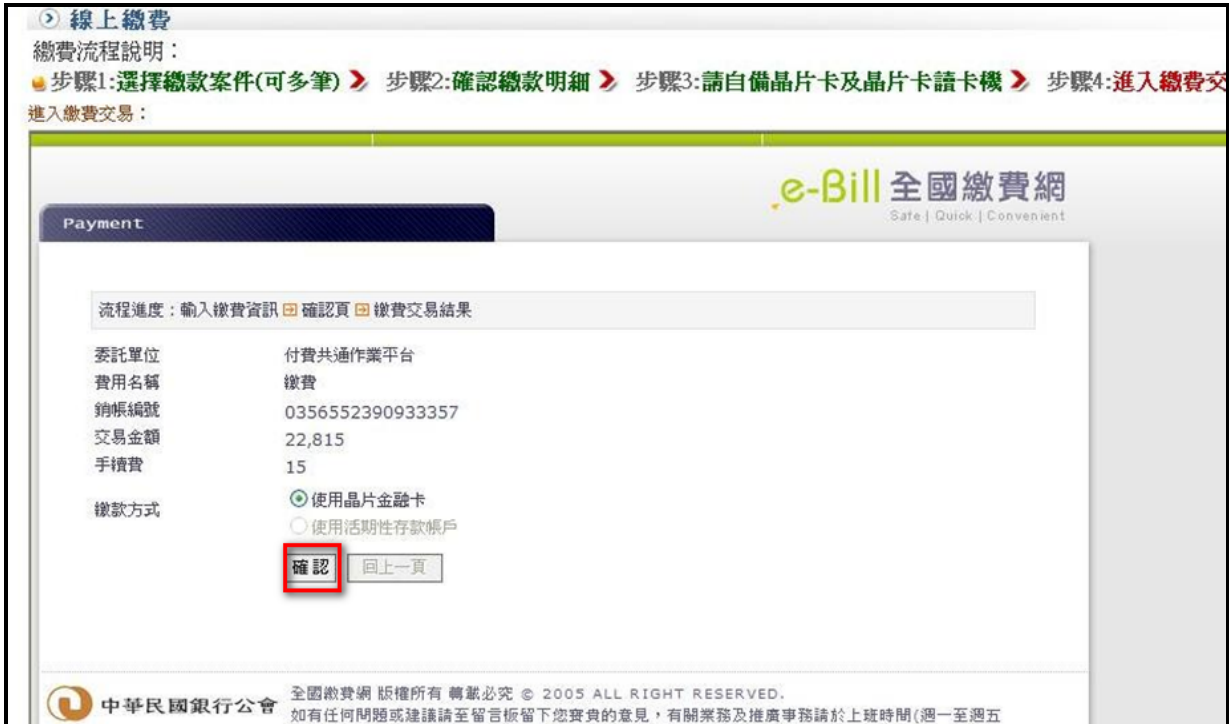 線上繳費
繳費流程說明：
步驟1:選擇繳款案件(可多筆) 步驟2:確認繳款明細 步驟3:請自備晶片卡及晶片卡讀卡機 步驟4:進入繳費交
進入繳費交易：
e-Bill 全國繳費網
Safe | Quick | Convenient
Payment
流程進度：輸入繳費資訊 確認頁 繳費交易結果
委託單位 付費共通作業平台
費用名稱 繳費
銷帳編號 0356552390933357
交易金額 22,815
手續費 15
繳款方式 使用晶片金融卡
使用活期性存款帳戶
確認 回上一頁
中華民國銀行公會
全國繳費網 版權所有 轉載必究 © 2005 ALL RIGHT RESERVED.
如有任何問題或建議請至留言板留下您寶貴的意見，有關業務及推廣事務請於上班時間(週一至週五